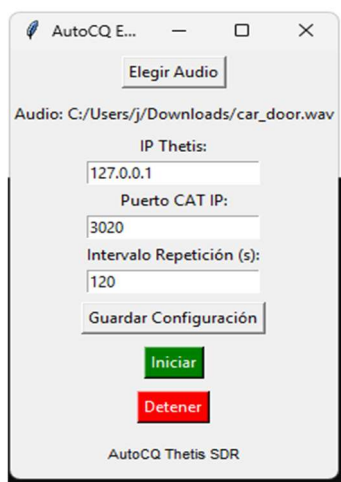 AutoCQ E...
Elegir Audio
Audio: C:/Users/j/Downloads/car_door.wav
IP Thetis:
127.0.0.1
Puerto CAT IP:
3020
Intervalo Repetición (s):
120
Guardar Configuración
Iniciar
Detener
AutoCQ Thetis SDR